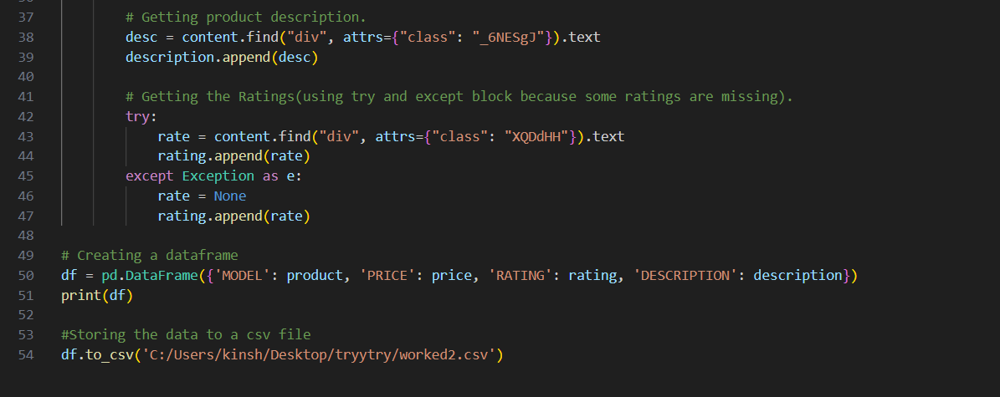 37 # Getting product description.
38 desc = content.find("div", attrs={"class": "_6NESgJ"}).text
39 description.append(desc)
40
41 # Getting the Ratings(using try and except block because some ratings are missing).
42 try:
43 rate = content.find("div", attrs={"class": "XQDdHH"}).text
44 rating.append(rate)
45 except Exception as e:
46 rate = None
47 rating.append(rate)
48
49 # Creating a dataframe
50 df = pd.DataFrame({'MODEL': product, 'PRICE': price, 'RATING': rating, 'DESCRIPTION': description})
51 print(df)
52
53 #Storing the data to a csv file
54 df.to_csv('C:/Users/kinsh/Desktop/tryytry/worked2.csv')